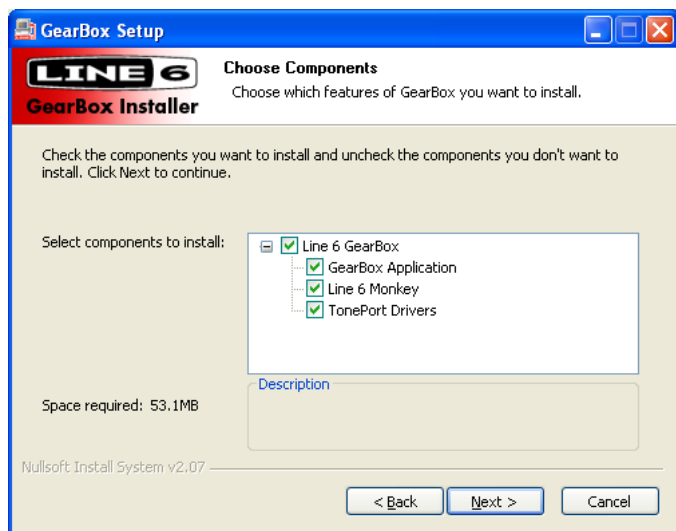 GearBox Setup
LINE 6
GearBox Installer
Choose Components
Choose which features of GearBox you want to install.
Check the components you want to install and uncheck the components you don't want to
install. Click Next to continue.
Select components to install:
Line 6 GearBox
GearBox Application
Line 6 Monkey
TonePort Drivers
Description
Space required: 53.1MB
Nullsoft Install System v2.07
< Back
Next >
Cancel